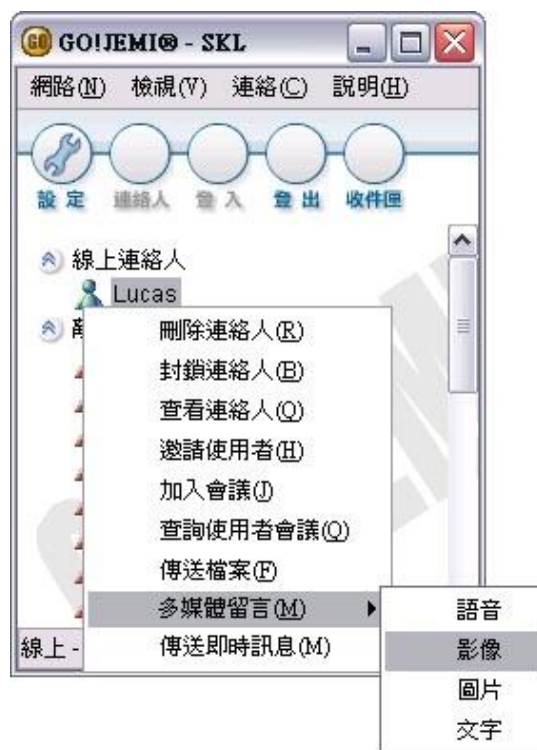 GO!JEMI® - SKL
網路(N) 檢視(V) 連絡(C) 說明(H)
設定 連絡人 登入 登出 收件匣
線上連絡人
Lucas
刪除連絡人(R)
封鎖連絡人(B)
查看連絡人(Q)
邀請使用者(H)
加入會議(J)
查詢使用者會議(Q)
傳送檔案(F)
多媒體留言(M)
傳送即時訊息(M)
語音
影像
圖片
文字
線上 -